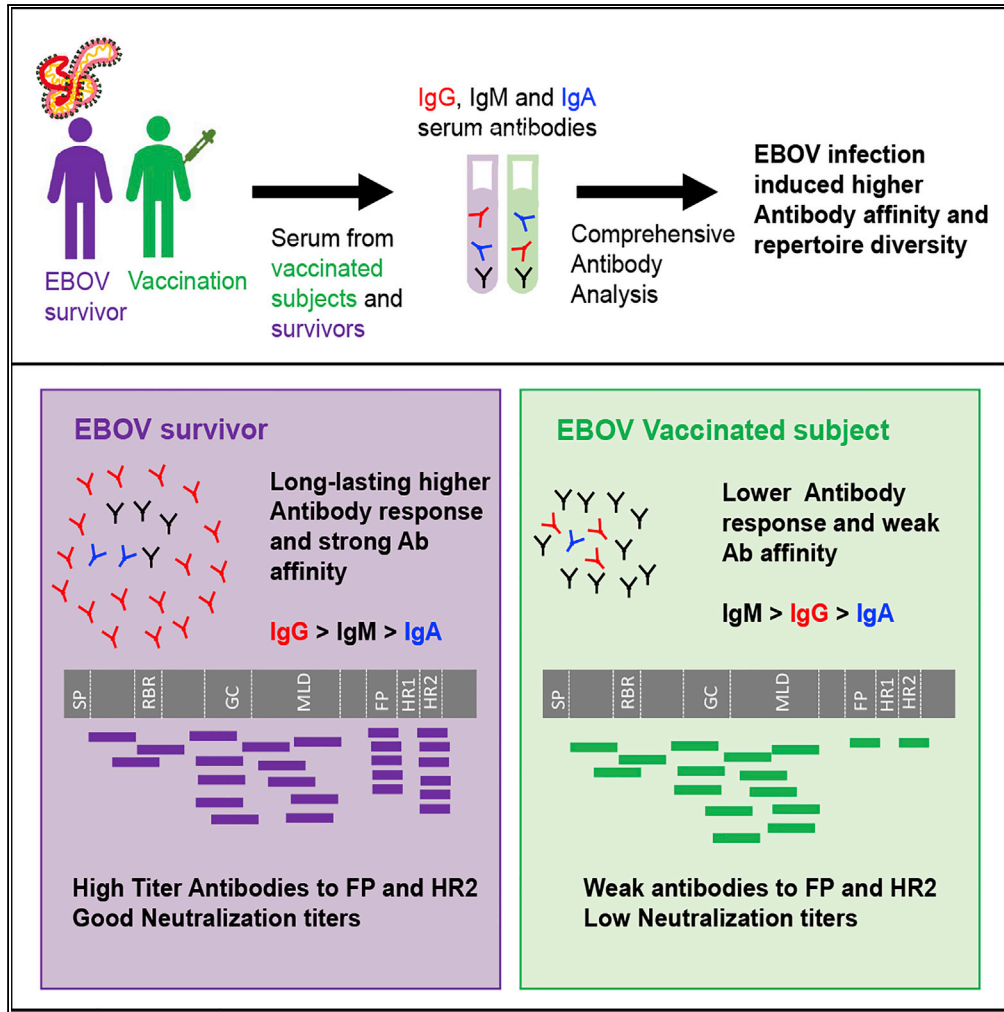 EBOV
survivor
Vaccination
Serum from
vaccinated
subjects and
survivors
IgG, IgM and IgA
serum antibodies
Comprehensive
Antibody
Analysis
EBOV infection
induced higher
Antibody affinity and
repertoire diversity
EBOV survivor
Long-lasting higher
Antibody response
and strong Ab
affinity
IgG > IgM > IgA
SP
RBR
GC
MLD
FP
HR1
HR2
High Titer Antibodies to FP and HR2
Good Neutralization titers
EBOV Vaccinated subject
Lower Antibody
response and weak
Ab affinity
IgM > IgG > IgA
SP
RBR
GC
MLD
FP
HR1
HR2
Weak antibodies to FP and HR2
Low Neutralization titers